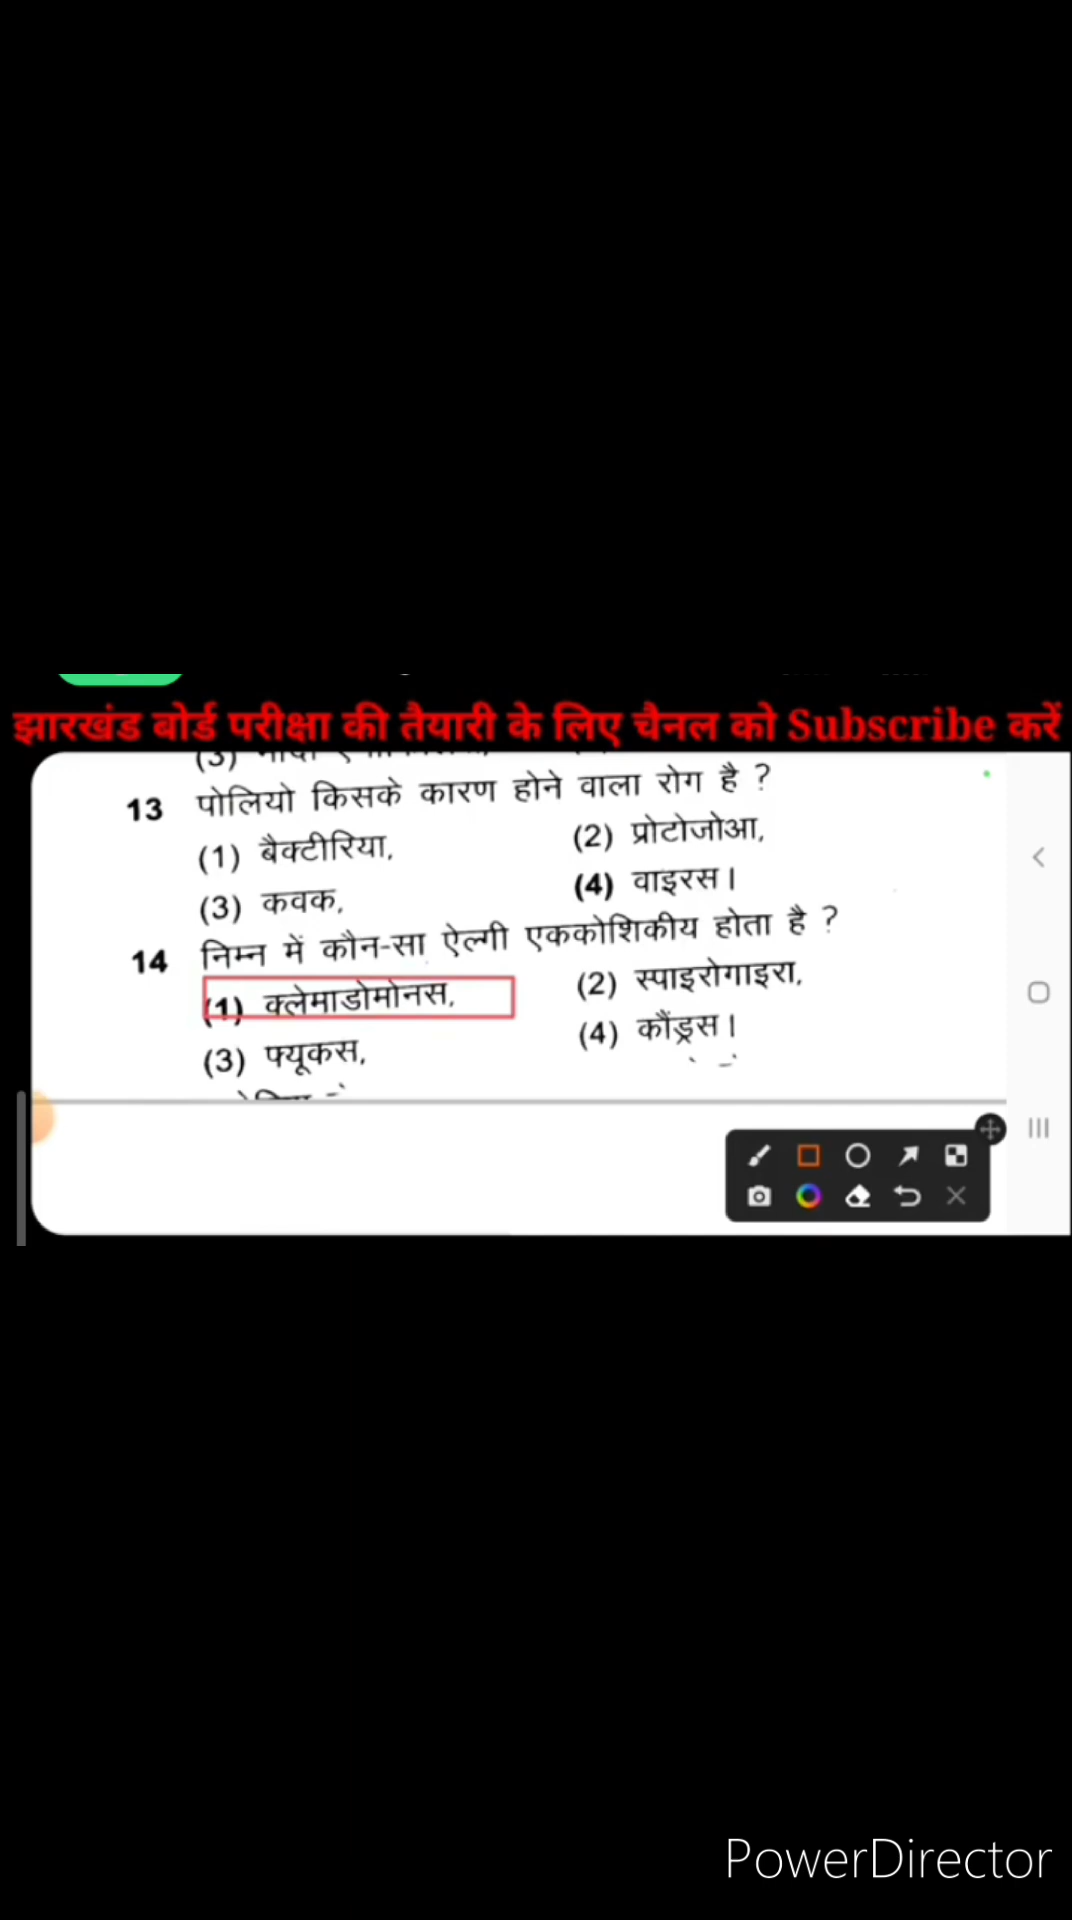 झारखंड बोर्ड परीक्षा की तैयारी के लिए चैनल को Subscribe करें
(3)
13 पोलियो किसके कारण होने वाला रोग है ?
(1) बैक्टीरिया, (2) प्रोटोजोआ,
(3) कवक, (4) वाइरस।
14 निम्न में कौन-सा ऐल्गी एककोशिकीय होता है ?
(1) क्लेमाडोमोनस, (2) स्पाइरोगाइरा,
(3) फ्यूकस, (4) कौंड्रस।
PowerDirector